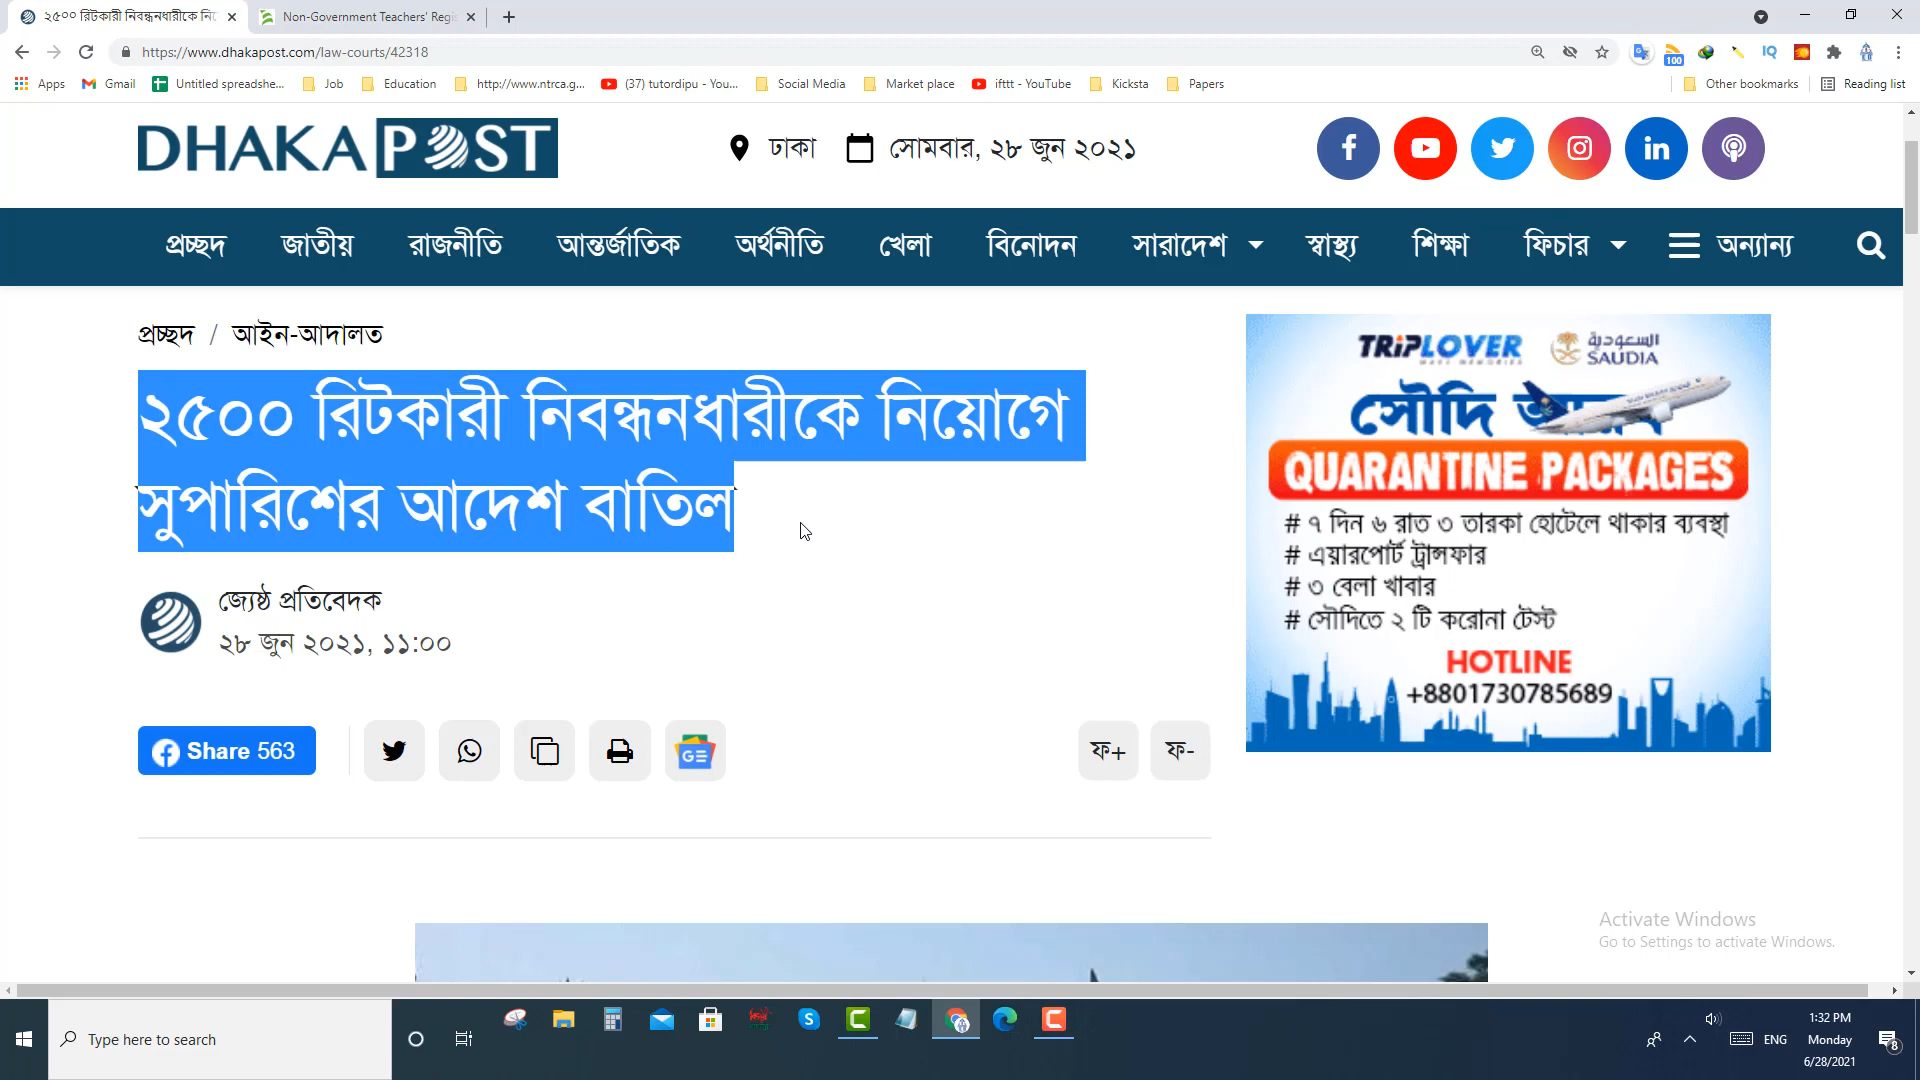 ২৫০০ রিটকারী নিবন্ধনধারীকে নি
Non-Government Teachers' Regis
https://www.dhakapost.com/law-courts/42318
100
IQ
Apps
Gmail
Untitled spreadshe...
Job
Education
http://www.ntrca.g...
(37) tutordipu - You...
Social Media
Market place
ifttt - YouTube
Kicksta
Papers
Other bookmarks
Reading list
DHAKA POST
ঢাকা
সোমবার, ২৮ জুন ২০২১
প্রচ্ছদ জাতীয় রাজনীতি আন্তর্জাতিক অর্থনীতি খেলা বিনোদন সারাদেশ স্বাস্থ্য শিক্ষা ফিচার অন্যান্য
প্রচ্ছদ / আইন-আদালত
২৫০০ রিটকারী নিবন্ধনধারীকে নিয়োগে
সুপারিশের আদেশ বাতিল
জ্যেষ্ঠ প্রতিবেদক
২৮ জুন ২০২১, ১১:০০
Share 563
ফ+
ফ-
TRIPLOVER
السعودية
SAUDIA
সৌদি
QUARANTINE PACKAGES
# ৭ দিন ৬ রাত ৩ তারকা হোটেলে থাকার ব্যবস্থা
# এয়ারপোর্ট ট্রান্সফার
# ৩ বেলা খাবার
# সৌদিতে ২ টি করোনা টেস্ট
HOTLINE
+8801730785689
Activate Windows
Go to Settings to activate Windows.
Type here to search
ENG
1:32 PM
Monday
6/28/2021
8